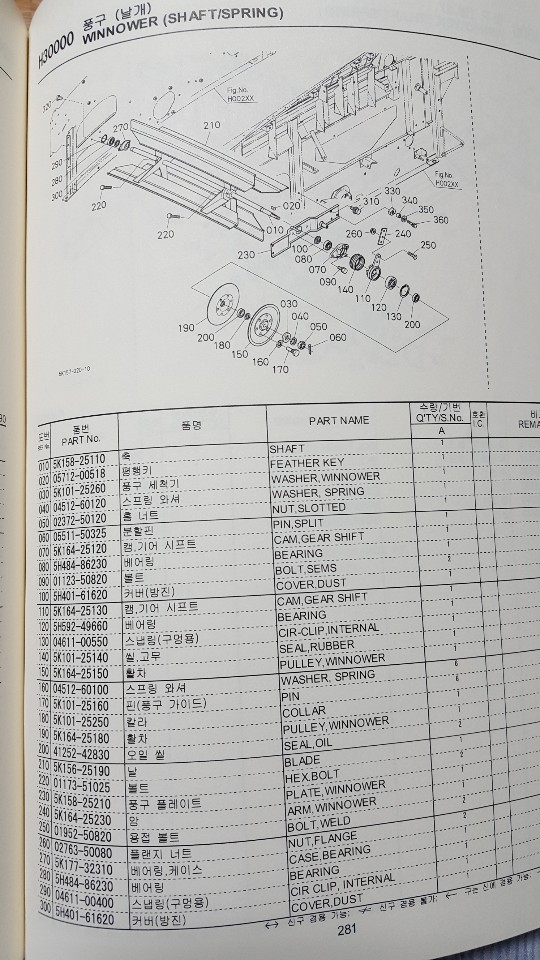 H30000 풍구 (날개)
WINNOWER (SHAFT/SPRING)
Fig.No.
H002XX
270
210
290
280
300
220
220
Fig.No.
H002XX
020
010
310
330
340
350
360
230
100
080
260
240
250
070
090
140
110
120
130
200
190
200
180
150
030
040
050
060
160
170
품번 PART No. 품명 PART NAME 수량/기번 Q'TY/S.No. 호환 I.C.
A
010 5K158-25110 축 SHAFT 1
020 05712-00518 평행키 FEATHER KEY 1
030 5K101-25260 풍구 세척기 WASHER,WINNOWER 1
040 04512-60120 스프링 와셔 WASHER, SPRING 1
050 02372-50120 홈 너트 NUT,SLOTTED 1
060 05511-50325 분할핀 PIN,SPLIT 1
070 5K164-25120 캠,기어 시프트 CAM,GEAR SHIFT 1
080 5H484-86230 베어링 BEARING 1
090 01123-50820 볼트 BOLT,SEMS
100 5H401-61620 커버(방진) COVER,DUST 1
110 5K164-25130 캠,기어 시프트 CAM,GEAR SHIFT 1
120 5H592-49660 베어링 BEARING 1
130 04611-00550 스냅링(구멍용) CIR-CLIP,INTERNAL 1
140 5K101-25140 씰,고무 SEAL,RUBBER 1
150 5K164-25150 활차 PULLEY,WINNOWER 1
160 04512-60100 스프링 와셔 WASHER, SPRING 6
170 5K101-25160 핀(풍구 가이드) PIN 6
180 5K101-25250 칼라 COLLAR 1
190 5K164-25180 활차 PULLEY,WINNOWER 1
200 41252-42830 오일 씰 SEAL,OIL 2
210 5K156-25190 날 BLADE
220 01173-51025 볼트 HEX.BOLT
230 5K158-25210 풍구 플레이트 PLATE,WINNOWER 1
240 5K164-25230 암 ARM,WINNOWER 1
250 01952-50820 용접 볼트 BOLT,WELD 2
260 02763-50080 플랜지 너트 NUT,FLANGE 2
270 5K177-32310 베어링,케이스 CASE,BEARING 1
280 5H484-86230 베어링 BEARING 1
290 04611-00400 스냅링(구멍용) CIR CLIP, INTERNAL 1
300 5H401-61620 커버(방진) COVER,DUST 1
281